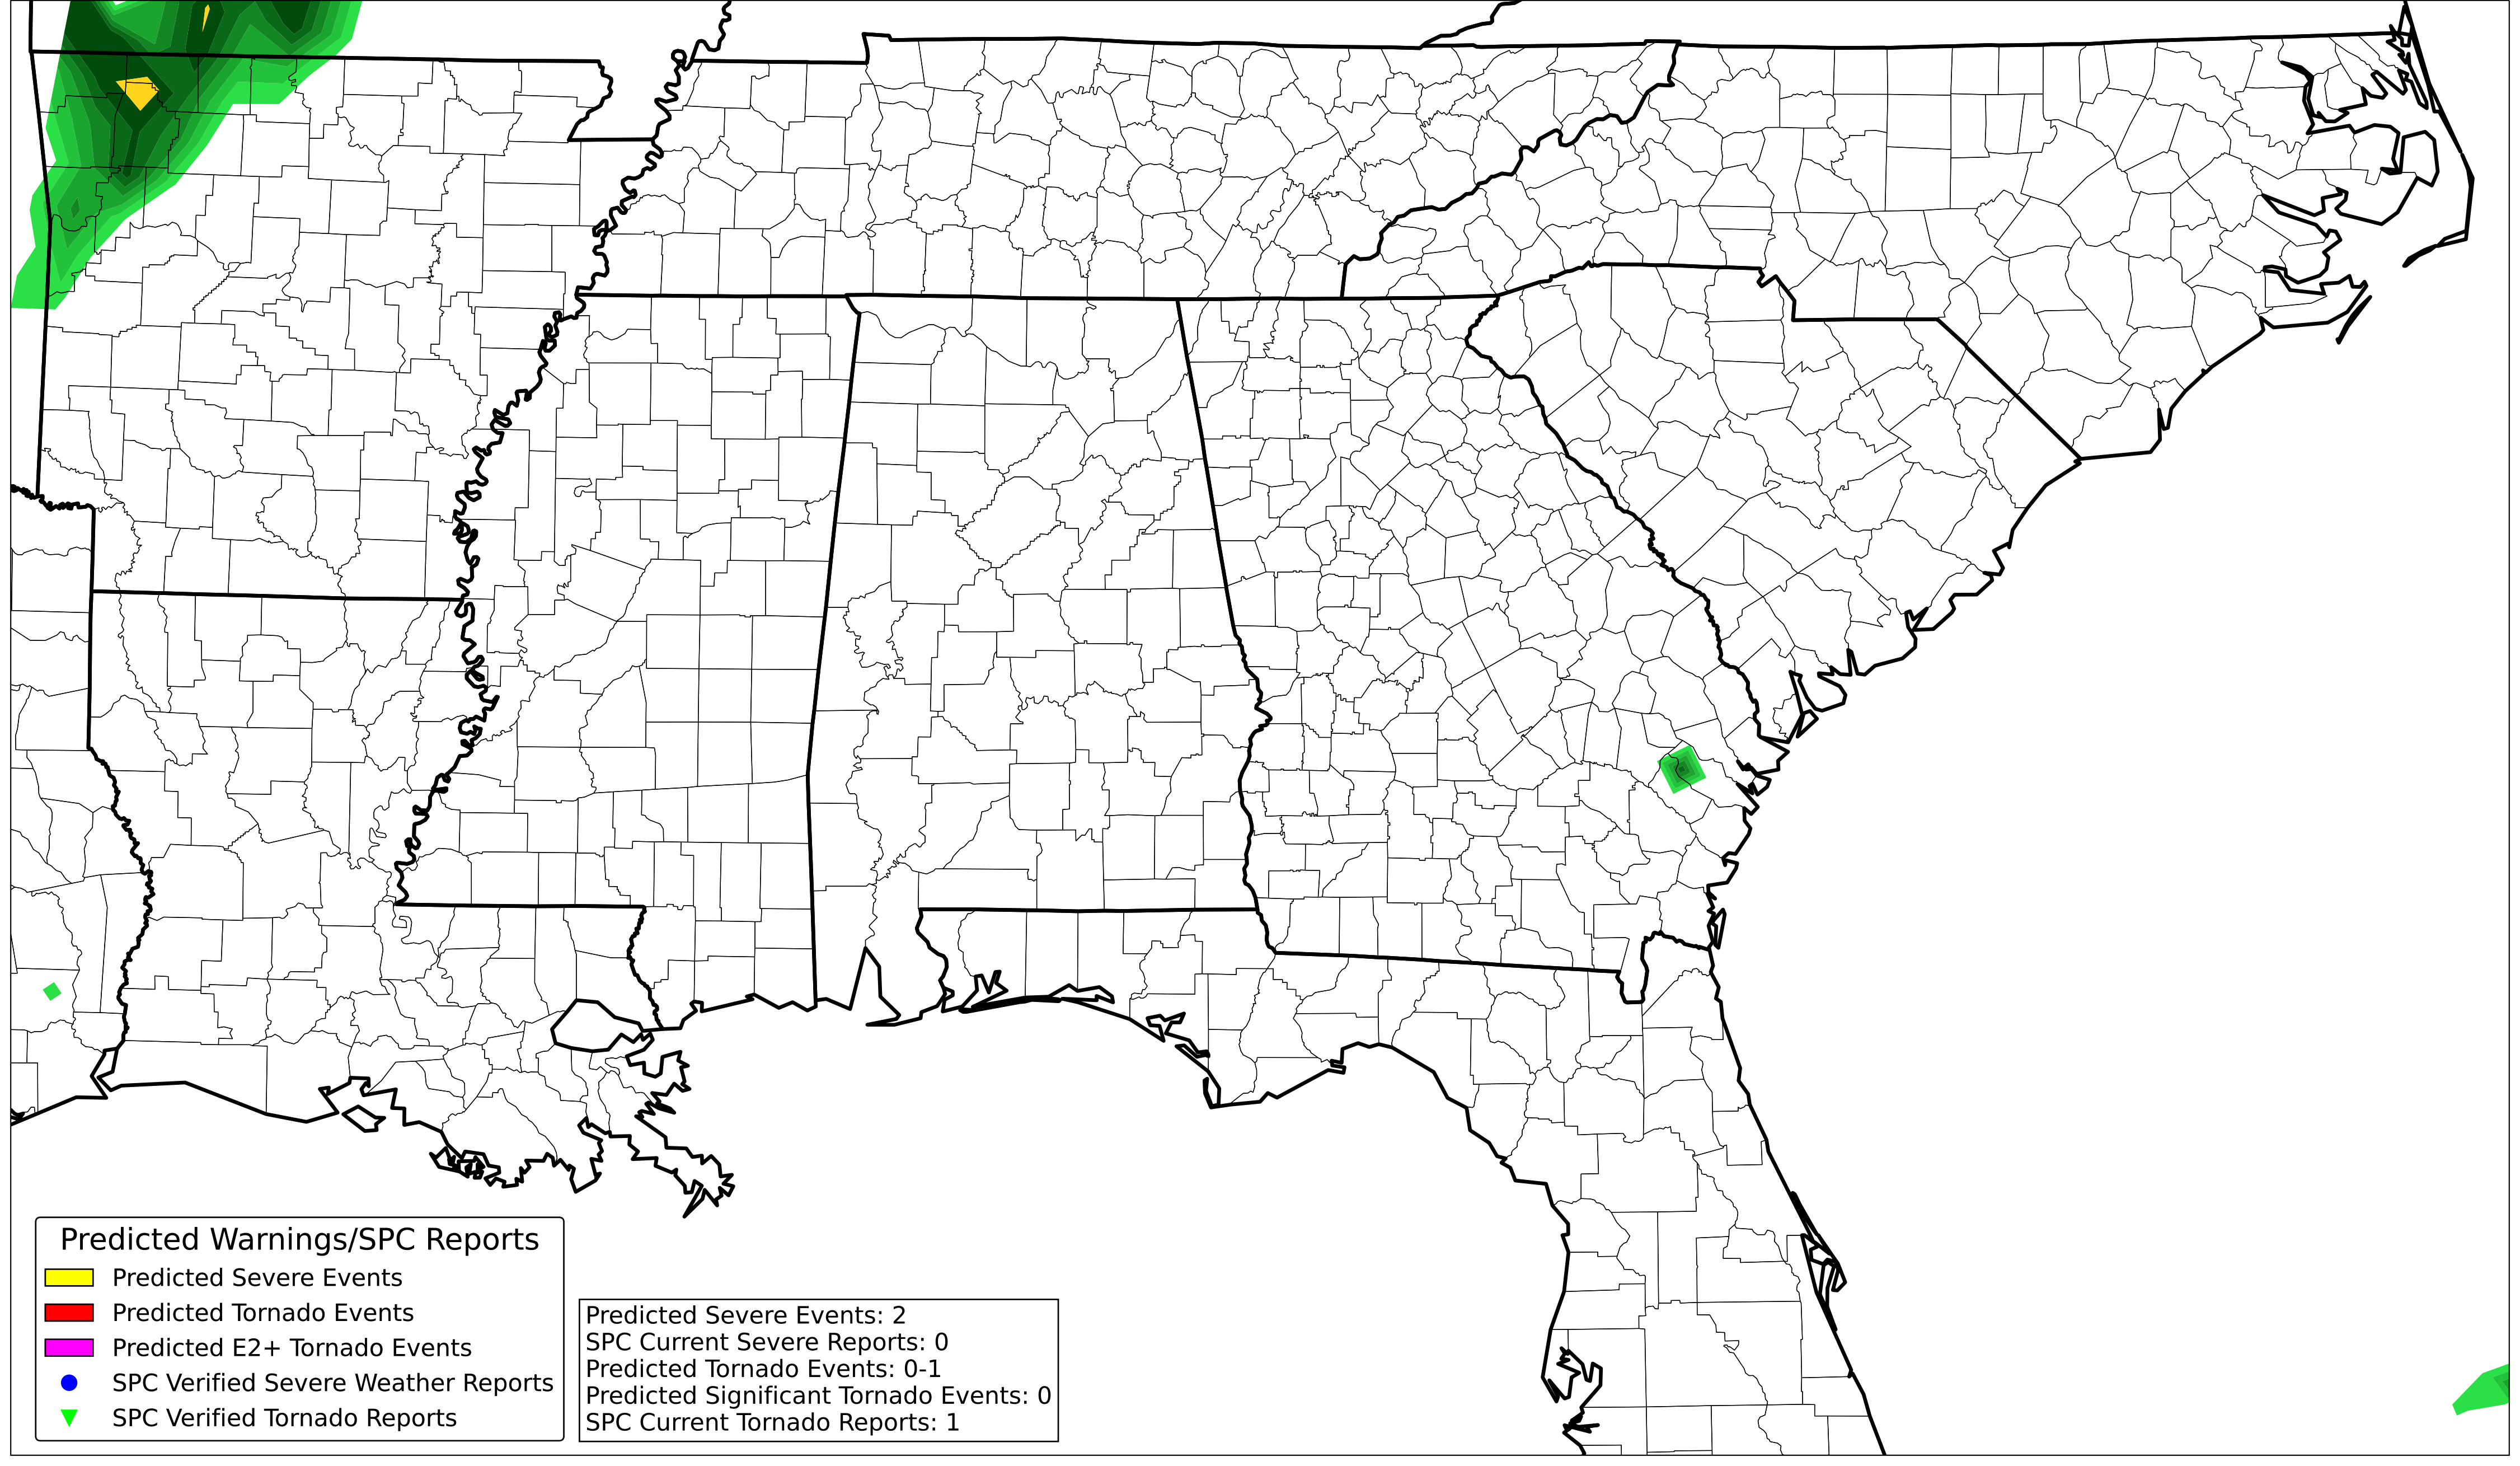 Predicted Warnings/SPC Reports
Predicted Severe Events
Predicted Tornado Events
Predicted E2+ Tornado Events
SPC Verified Severe Weather Reports
SPC Verified Tornado Reports
Predicted Severe Events: 2
SPC Current Severe Reports: 0
Predicted Tornado Events: 0-1
Predicted Significant Tornado Events: 0
SPC Current Tornado Reports: 1